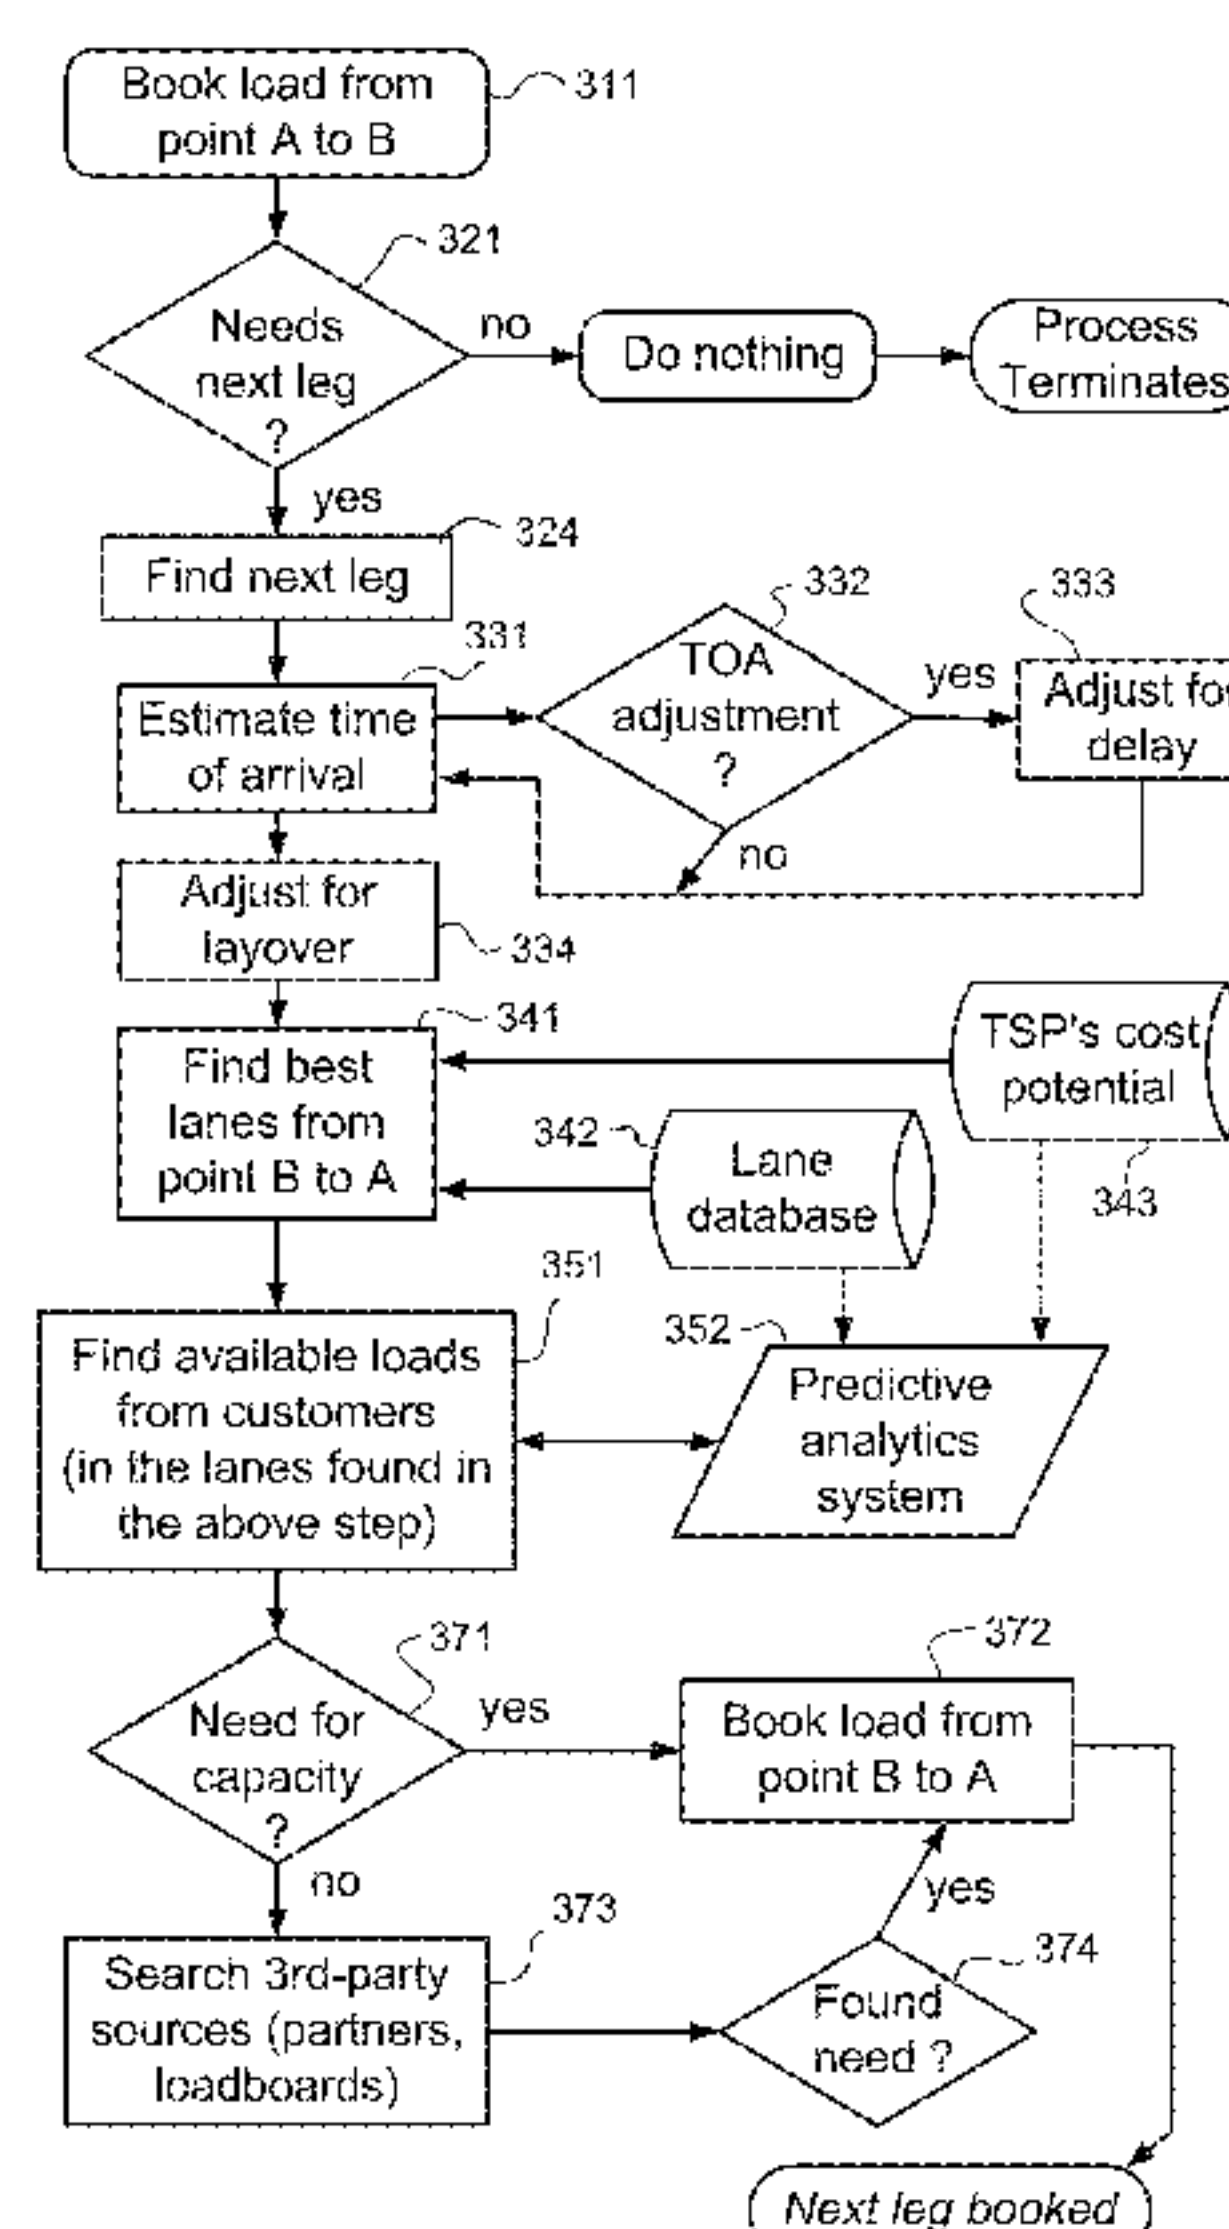 Book load from
point A to B
311
321
Needs
next leg
?
no
Do nothing
Process
Terminates
yes
324
Find next leg
331
332
333
Estimate time
of arrival
TOA
adjustment
?
yes
Adjust for
delay
no
Adjust for
layover
334
341
Find best
lanes from
point B to A
TSP's cost
potential
342
Lane
database
343
351
352
Find available loads
from customers
(in the lanes found in
the above step)
Predictive
analytics
system
371
372
Need for
capacity
?
yes
Book load from
point B to A
no
yes
373
374
Search 3rd-party
sources (partners,
loadboards)
Found
need ?
Next leg booked